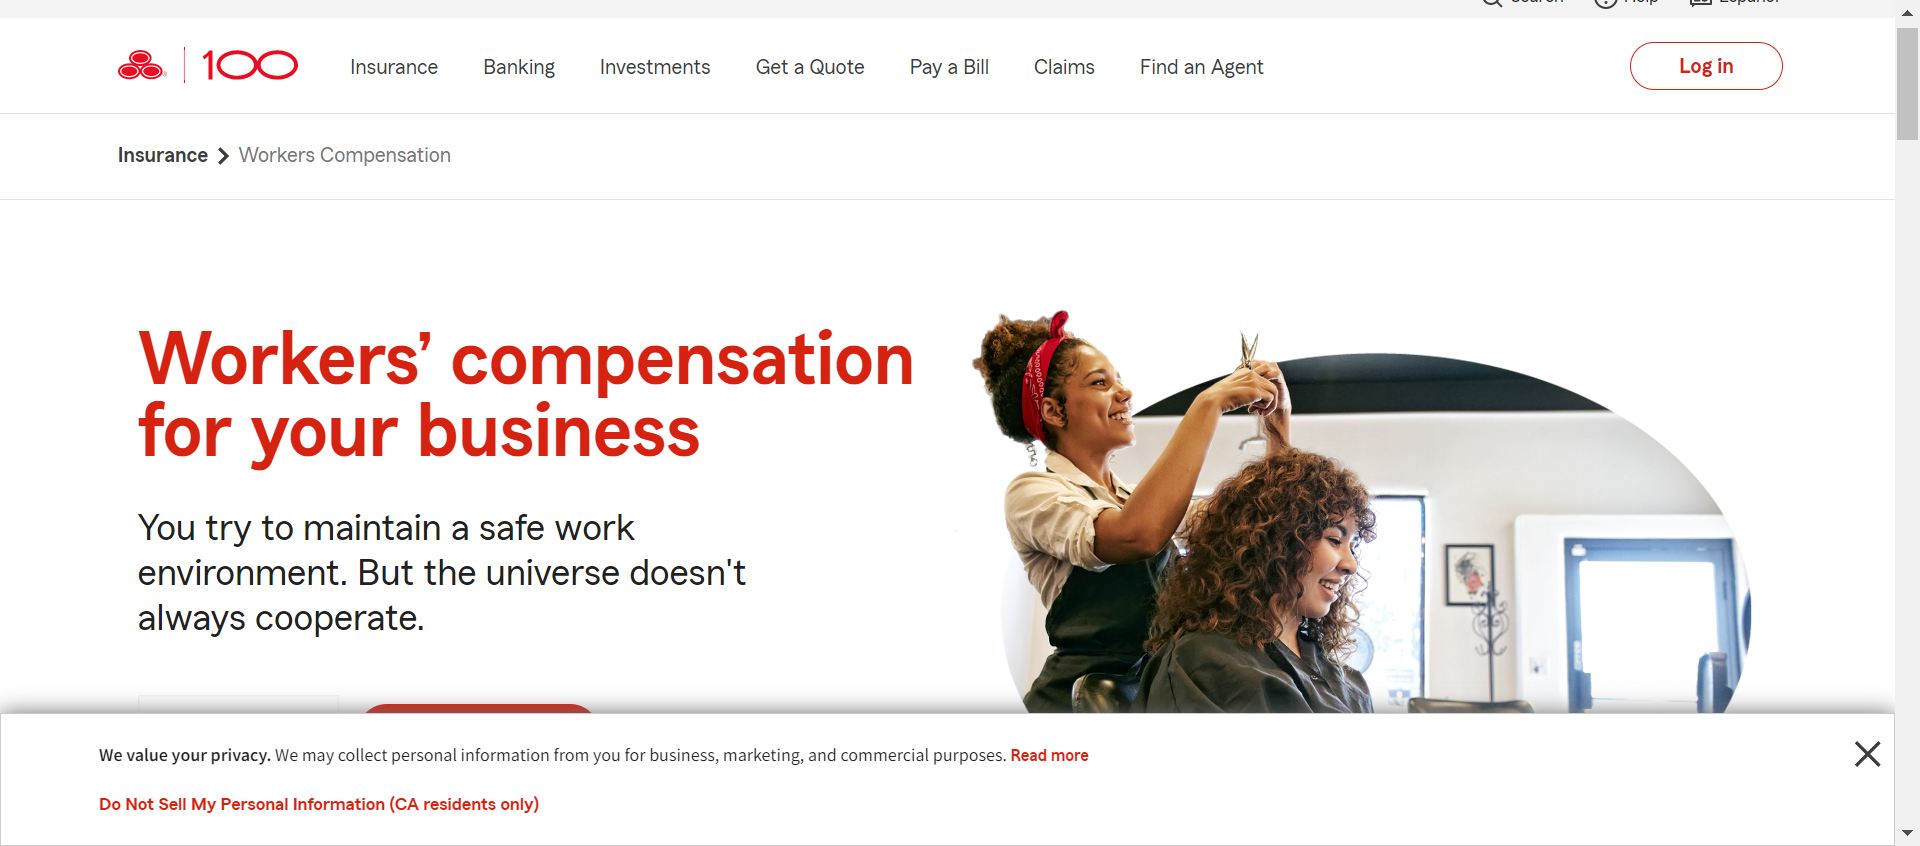 Search Help Español
100 Insurance Banking Investments Get a Quote Pay a Bill Claims Find an Agent Log in
Insurance Workers Compensation
Workers’ compensation
for your business
You try to maintain a safe work
environment. But the universe doesn't
always cooperate.
We value your privacy. We may collect personal information from you for business, marketing, and commercial purposes. Read more
Do Not Sell My Personal Information (CA residents only)